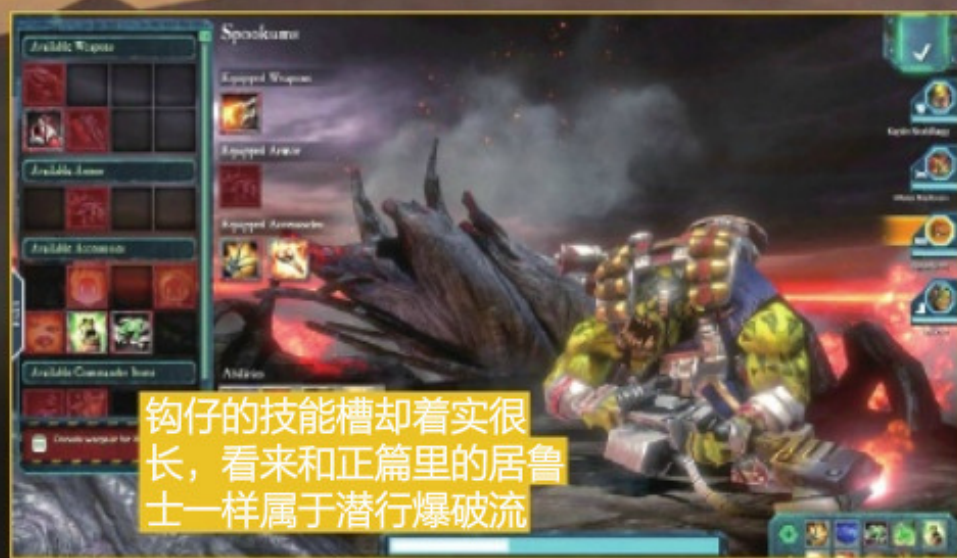 Available Weapons
Spookums
Equipped Weapons
Equipped Armor
Available Armor
Equipped Accessories
Available Accessories
Abilities
Available Commander Items
钩仔的技能槽却着实很
长，看来和正篇里的居鲁
士一样属于潜行爆破流